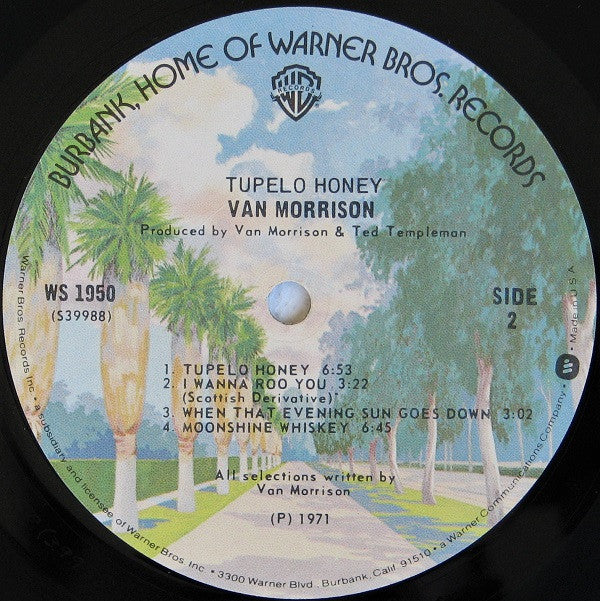 BURBANK, HOME OF WARNER BROS. RECORDS
W
RECORDS
TUPELO HONEY
VAN MORRISON
Produced by Van Morrison & Ted Templeman
WS 1950
(S39988)
SIDE
2
1. TUPELO HONEY 6:53
2. I WANNA ROO YOU 3:22
(Scottish Derivative)"
3. WHEN THAT EVENING SUN GOES DOWN 3:02
4. MOONSHINE WHISKEY 6:45
All selections written by
Van Morrison
(P) 1971
Warner Bros. Records Inc. • a subsidiary and licensee of Warner Bros. Inc. • 3300 Warner Blvd., Burbank, Calif. 91510 • a Warner Communications Company • Made in U.S.A.